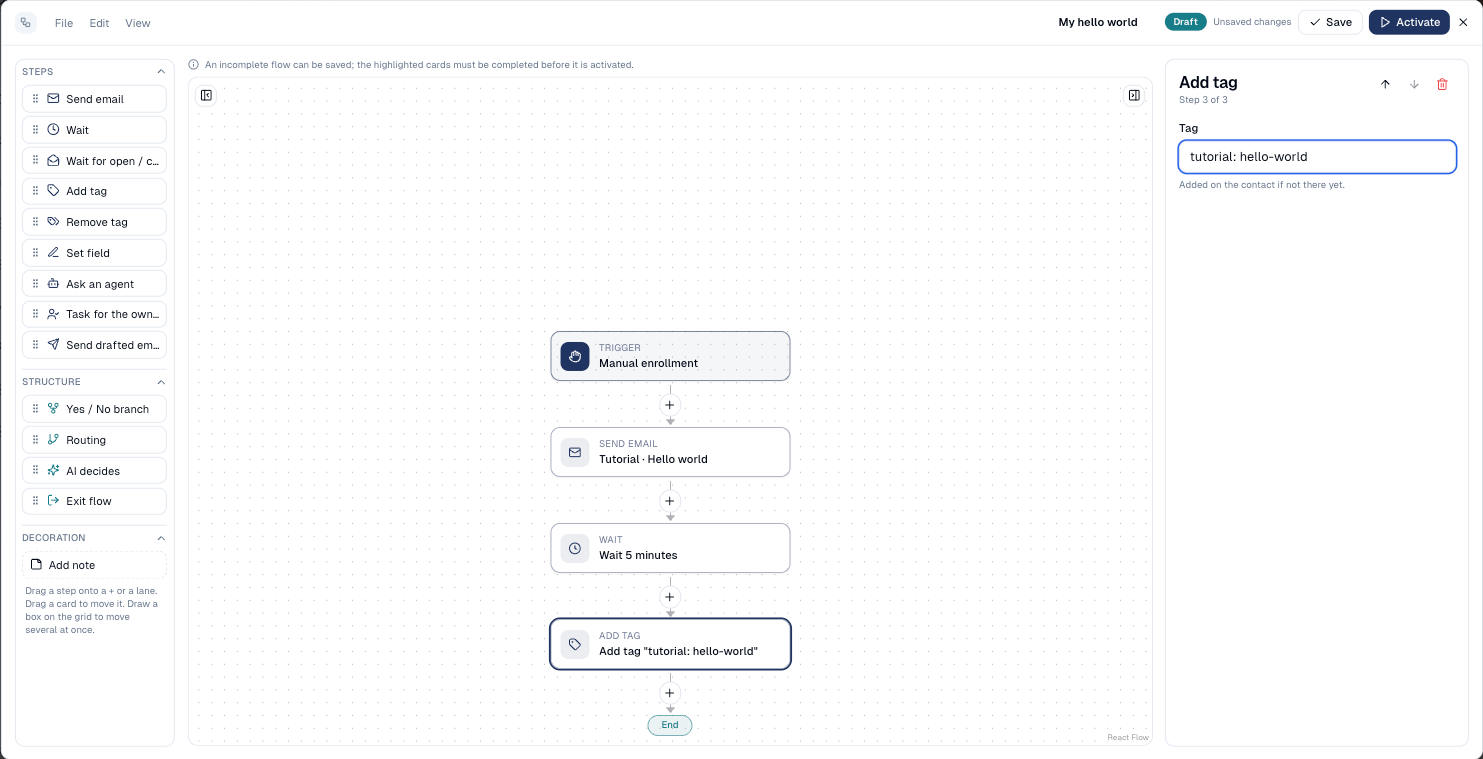 File Edit View
My hello world
Draft
Unsaved changes
Save
Activate
STEPS
Send email
Wait
Wait for open / c...
Add tag
Remove tag
Set field
Ask an agent
Task for the own...
Send drafted em...
STRUCTURE
Yes / No branch
Routing
AI decides
Exit flow
DECORATION
Add note
Drag a step onto a + or a lane.
Drag a card to move it. Draw a
box on the grid to move
several at once.
An incomplete flow can be saved; the highlighted cards must be completed before it is activated.
TRIGGER
Manual enrollment
SEND EMAIL
Tutorial · Hello world
WAIT
Wait 5 minutes
ADD TAG
Add tag "tutorial: hello-world"
End
React Flow
Add tag
Step 3 of 3
Tag
tutorial: hello-world
Added on the contact if not there yet.